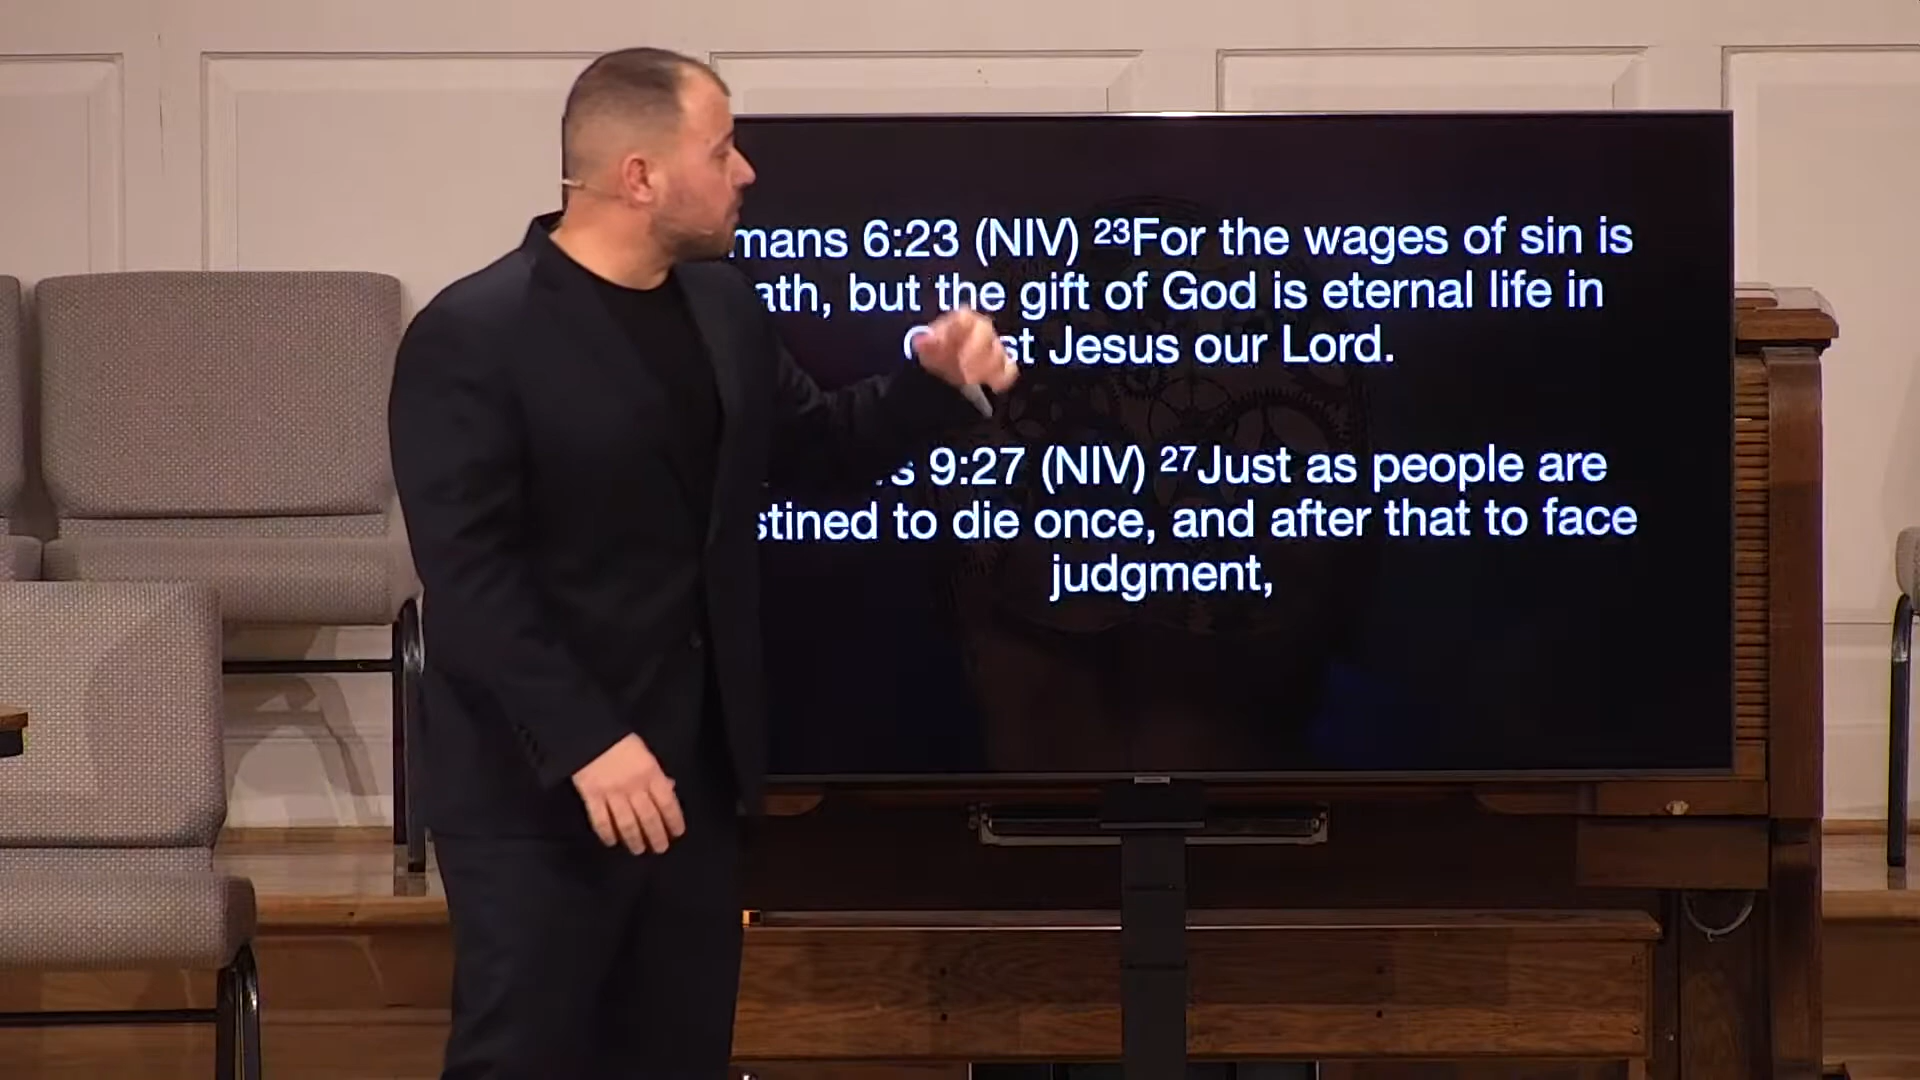 mans 6:23 (NIV) ²³For the wages of sin is
ath, but the gift of God is eternal life in
st Jesus our Lord.
s 9:27 (NIV) ²⁷Just as people are
stined to die once, and after that to face
judgment,